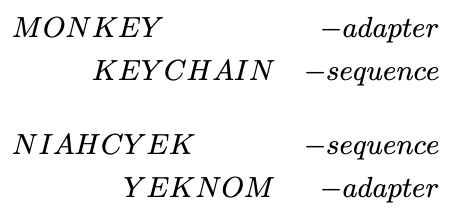 MONKEY -adapter
KEYCHAIN -sequence
NIAHCYEK -sequence
YEKNOM -adapter